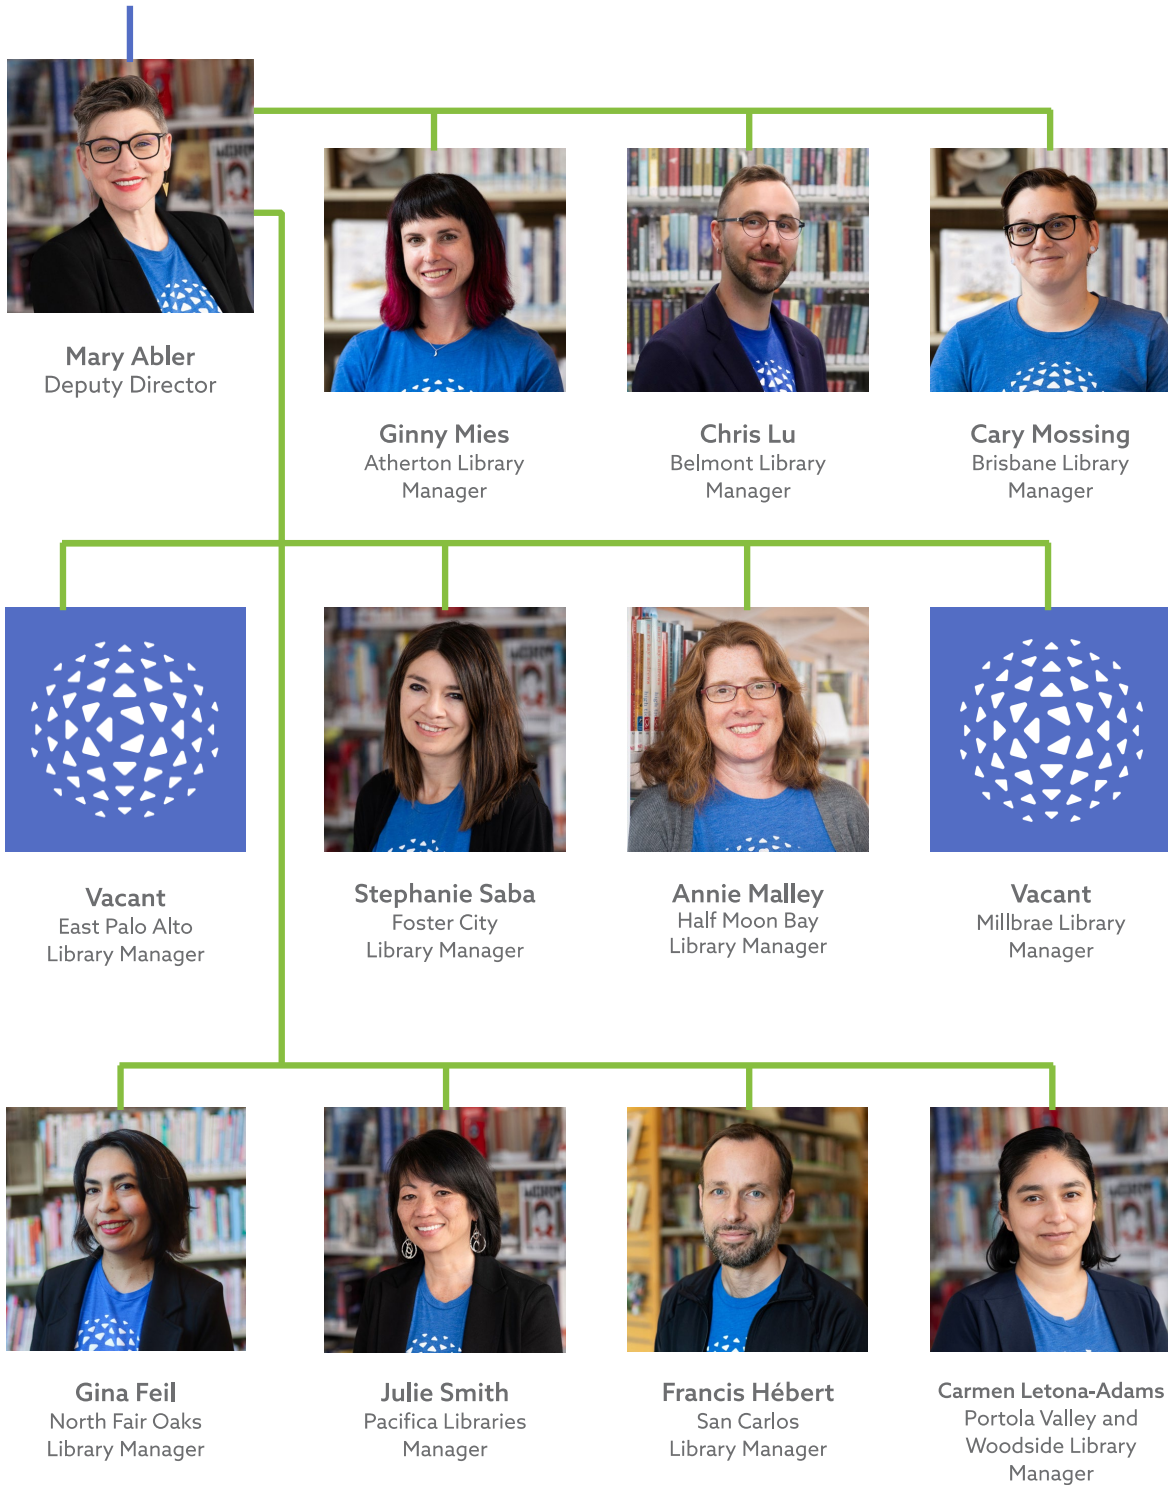 Mary Abler
Deputy Director
Ginny Mies
Atherton Library
Manager
Chris Lu
Belmont Library
Manager
Cary Mossing
Brisbane Library
Manager
Vacant
East Palo Alto
Library Manager
Stephanie Saba
Foster City
Library Manager
Annie Malley
Half Moon Bay
Library Manager
Vacant
Millbrae Library
Manager
Gina Feil
North Fair Oaks
Library Manager
Julie Smith
Pacifica Libraries
Manager
Francis Hébert
San Carlos
Library Manager
Carmen Letona-Adams
Portola Valley and
Woodside Library
Manager